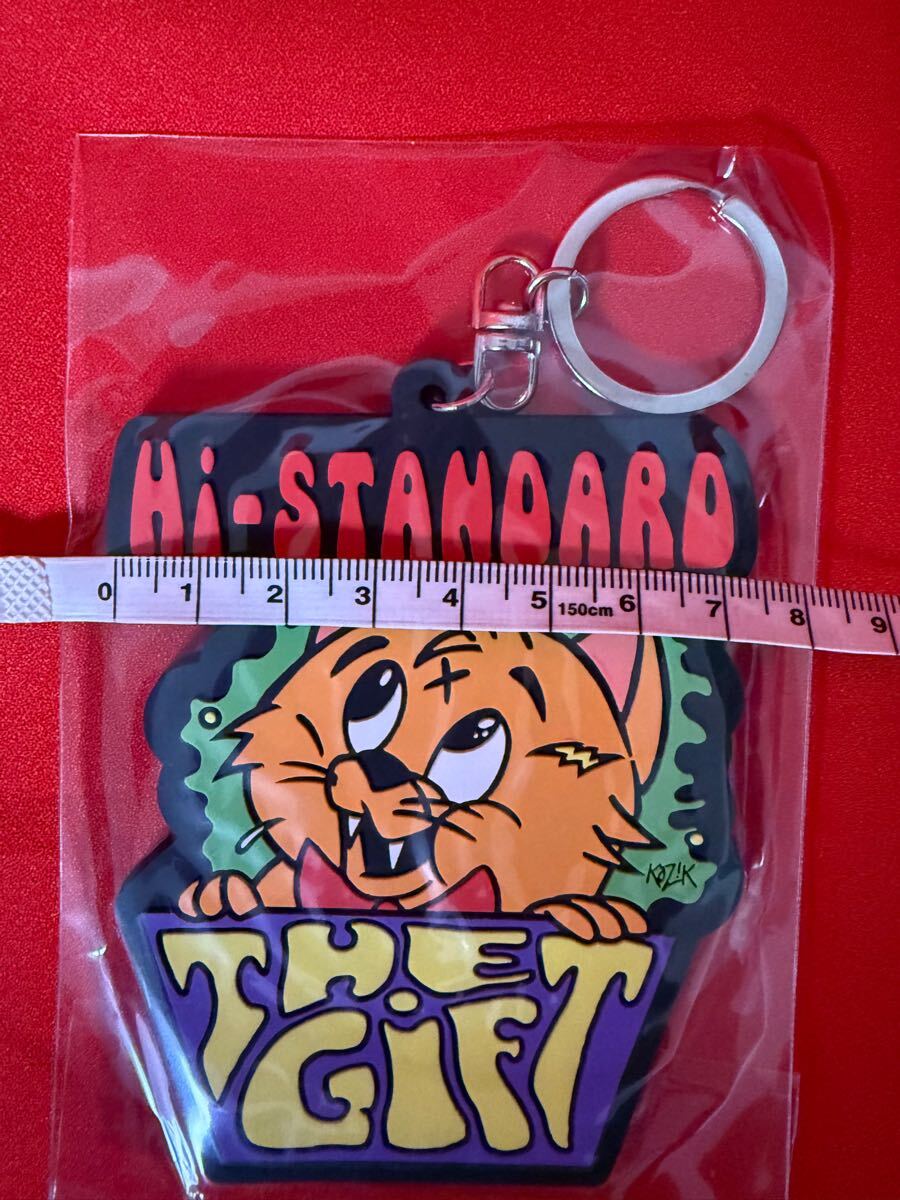 Hi-STANDARD
0 1 2 3 4 5 150cm 6 7 8 9
KOZIK
THE
GiFT